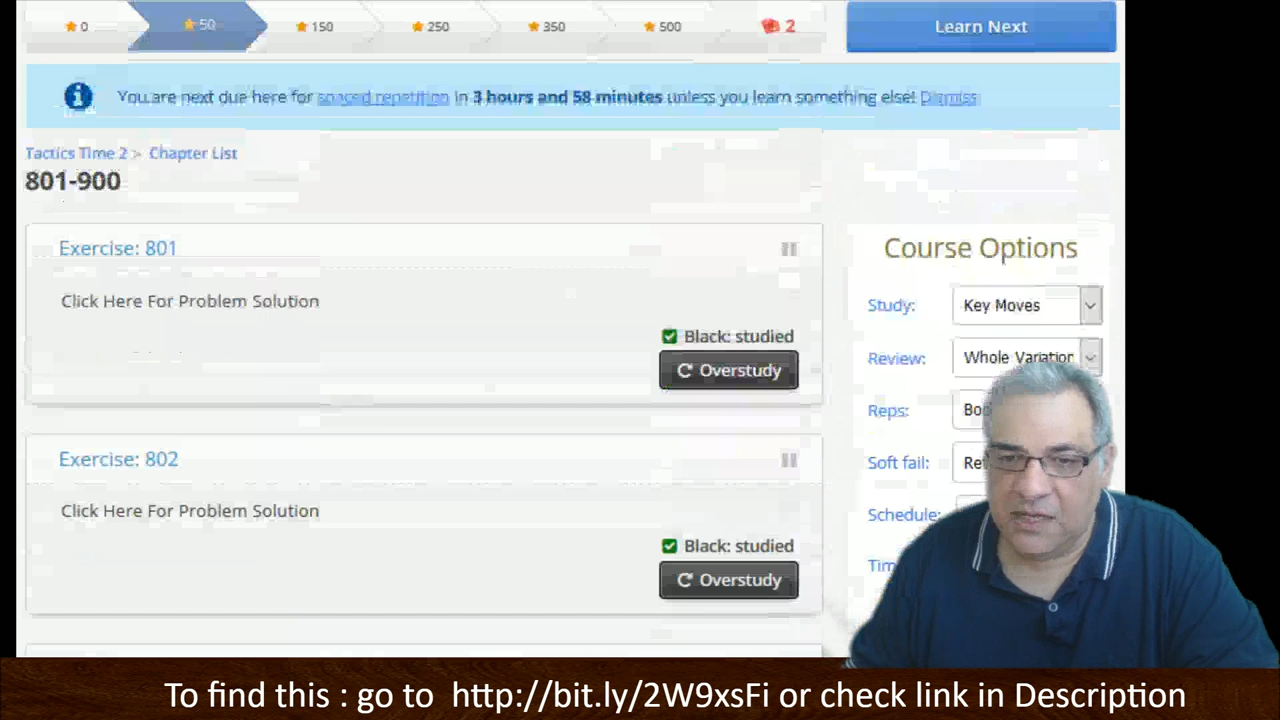 0 50 150 250 350 500 2 Learn Next
You are next due here for spaced repetition in 3 hours and 58 minutes unless you learn something else! Dismiss
Tactics Time 2 > Chapter List
801-900
Exercise: 801
Click Here For Problem Solution
Black: studied
Overstudy
Exercise: 802
Click Here For Problem Solution
Black: studied
Overstudy
Course Options
Study: Key Moves
Review: Whole Variation
Reps:
Soft fail:
Schedule:
To find this : go to http://bit.ly/2W9xsFi or check link in Description